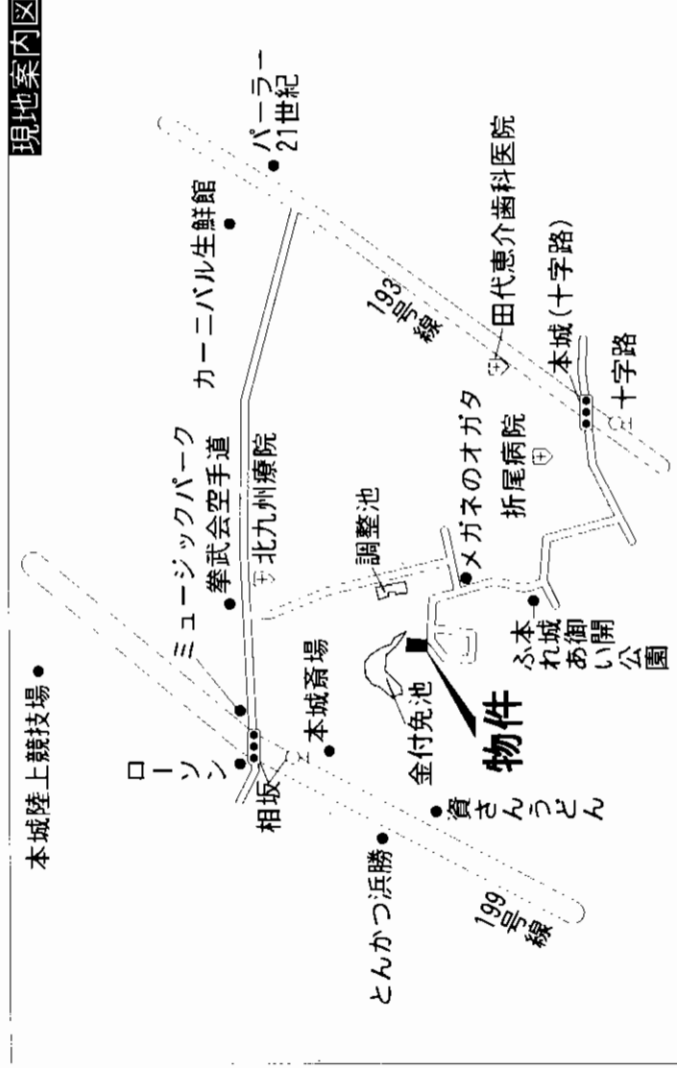 現地案内図
本城陸上競技場
ローソン
ミュージックパーク
拳武会空手道
カーニバル生鮮館
パーラー
21世紀
相坂
本城斎場
北九州療院
193号線
とんかつ浜勝
調整池
金付免池
資さんうどん
物件
メガネのオガタ
田代恵介歯科医院
折尾病院
本城御開
ふれあい公園
本城(十字路)
十字路
199号線